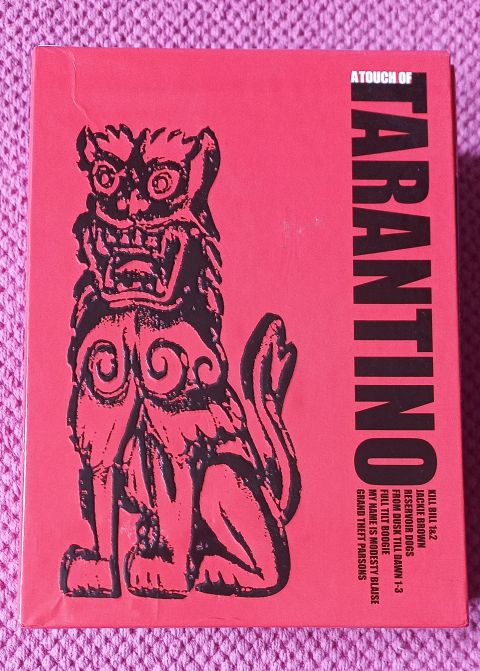 A TOUCH OF
TARANTINO
KILL BILL 1&2
JACKIE BROWN
RESERVOIR DOGS
FROM DUSK TILL DAWN 1-3
FULL TILT BOOGIE
MY NAME IS MODESTY BLAISE
GRAND THEFT PARSONS